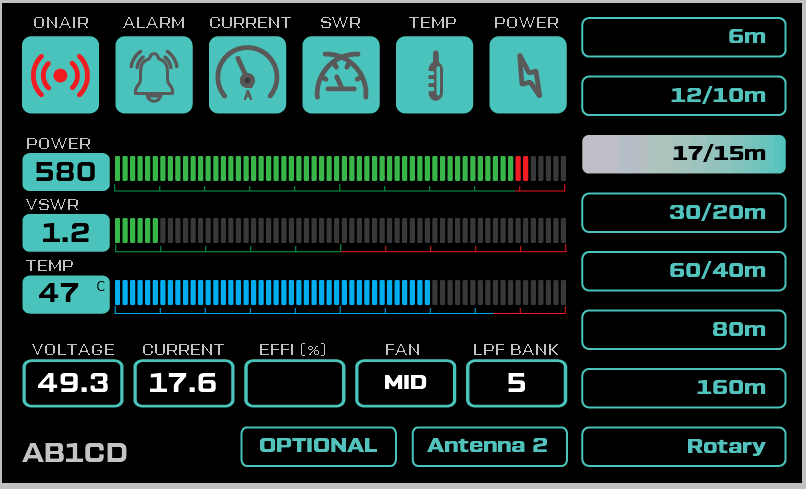 ONAIR ALARM CURRENT SWR TEMP POWER
A
6m
12/10m
17/15m
30/20m
60/40m
80m
160m
Rotary
POWER
580
VSWR
1.2
TEMP
47 C
VOLTAGE CURRENT EFFI (%) FAN LPF BANK
49.3 17.6 MID 5
AB1CD OPTIONAL Antenna 2